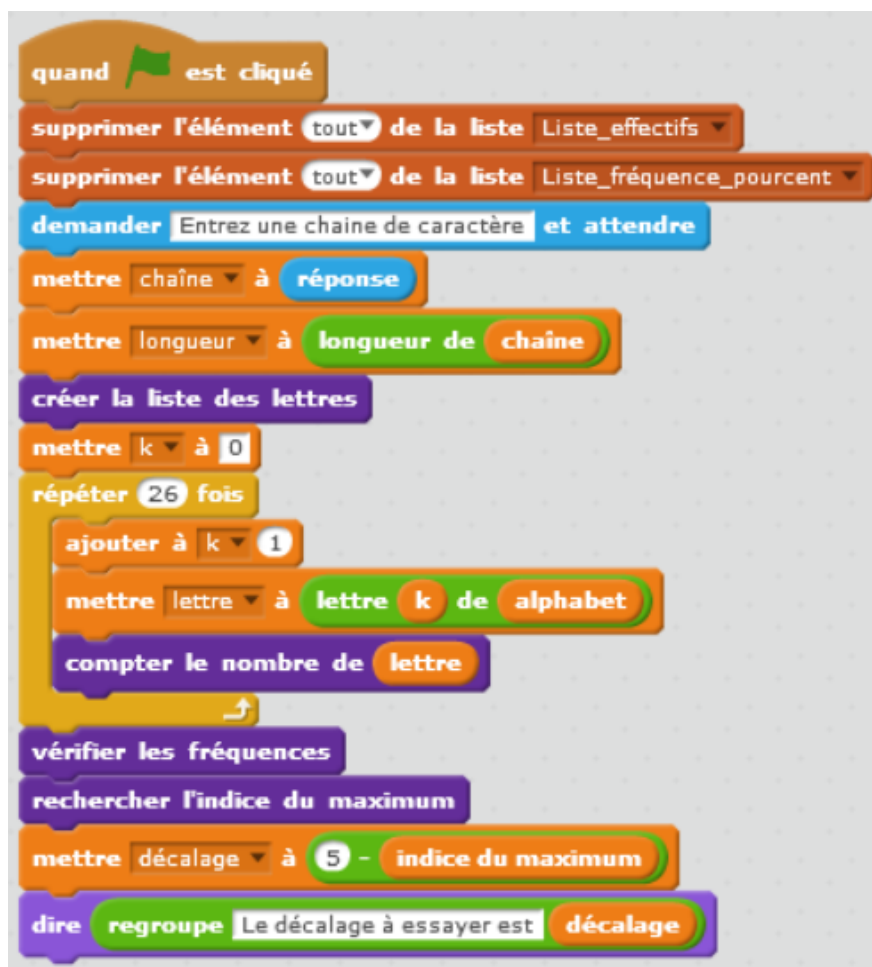 quand est cliqué
supprimer l'élément tout de la liste Liste_effectifs
supprimer l'élément tout de la liste Liste_fréquence_pourcent
demander Entrez une chaine de caractère et attendre
mettre chaîne à réponse
mettre longueur à longueur de chaîne
créer la liste des lettres
mettre k à 0
répéter 26 fois
ajouter à k 1
mettre lettre à lettre k de alphabet
compter le nombre de lettre
vérifier les fréquences
rechercher l'indice du maximum
mettre décalage à 5 - indice du maximum
dire regroupe Le décalage à essayer est décalage